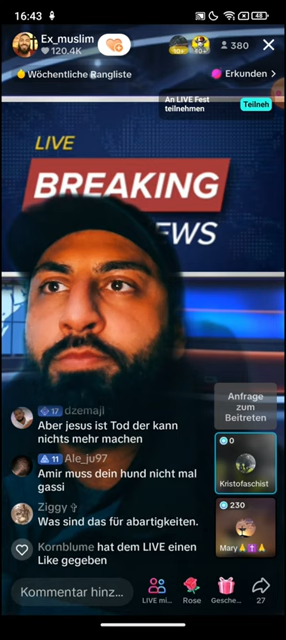 16:43
48
Ex_muslim
120.4K
10+
10+
380
Wöchentliche Rangliste
Erkunden >
An LIVE Fest
teilnehmen
Teilneh
LIVE
BREAKING
EWS
17 dzemajl
Aber jesus ist Tod der kann
nichts mehr machen
11 Ale_ju97
Amir muss dein hund nicht mal
gassi
Ziggy ✞
Was sind das für abartigkeiten.
Kornblume hat dem LIVE einen
Like gegeben
Anfrage
zum
Beitreten
0
Kristofaschist
230
Mary🙏✝️🙏
Kommentar hinz...
LIVE mi...
Rose
Gesche...
27